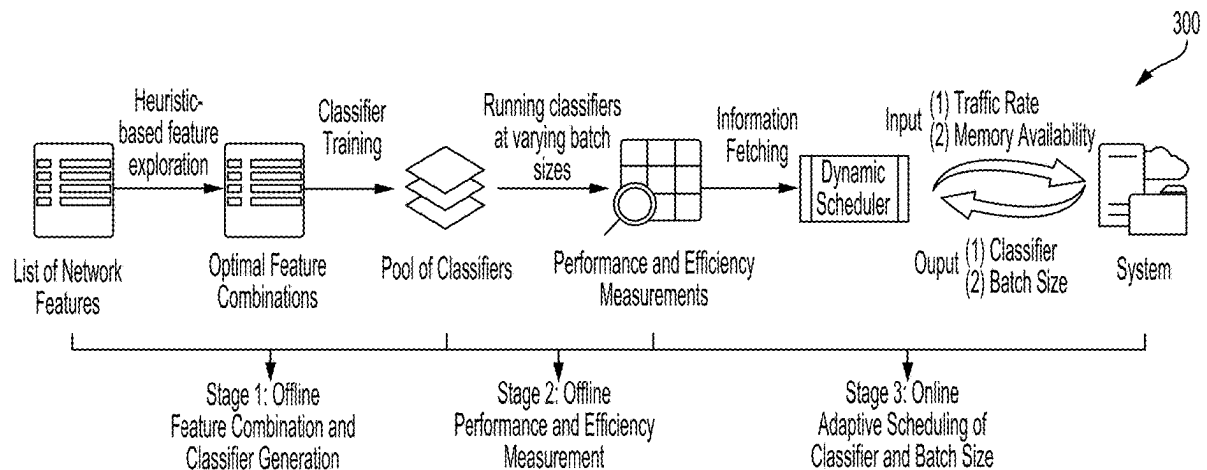 300
Heuristic-
based feature
exploration
Classifier
Training
Running classifiers
at varying batch
sizes
Information
Fetching
Input (1) Traffic Rate
(2) Memory Availability
Dynamic
Scheduler
List of Network
Features
Optimal Feature
Combinations
Pool of Classifiers
Performance and Efficiency
Measurements
Ouput (1) Classifier
(2) Batch Size
System
Stage 1: Offline
Feature Combination and
Classifier Generation
Stage 2: Offline
Performance and Efficiency
Measurement
Stage 3: Online
Adaptive Scheduling of
Classifier and Batch Size